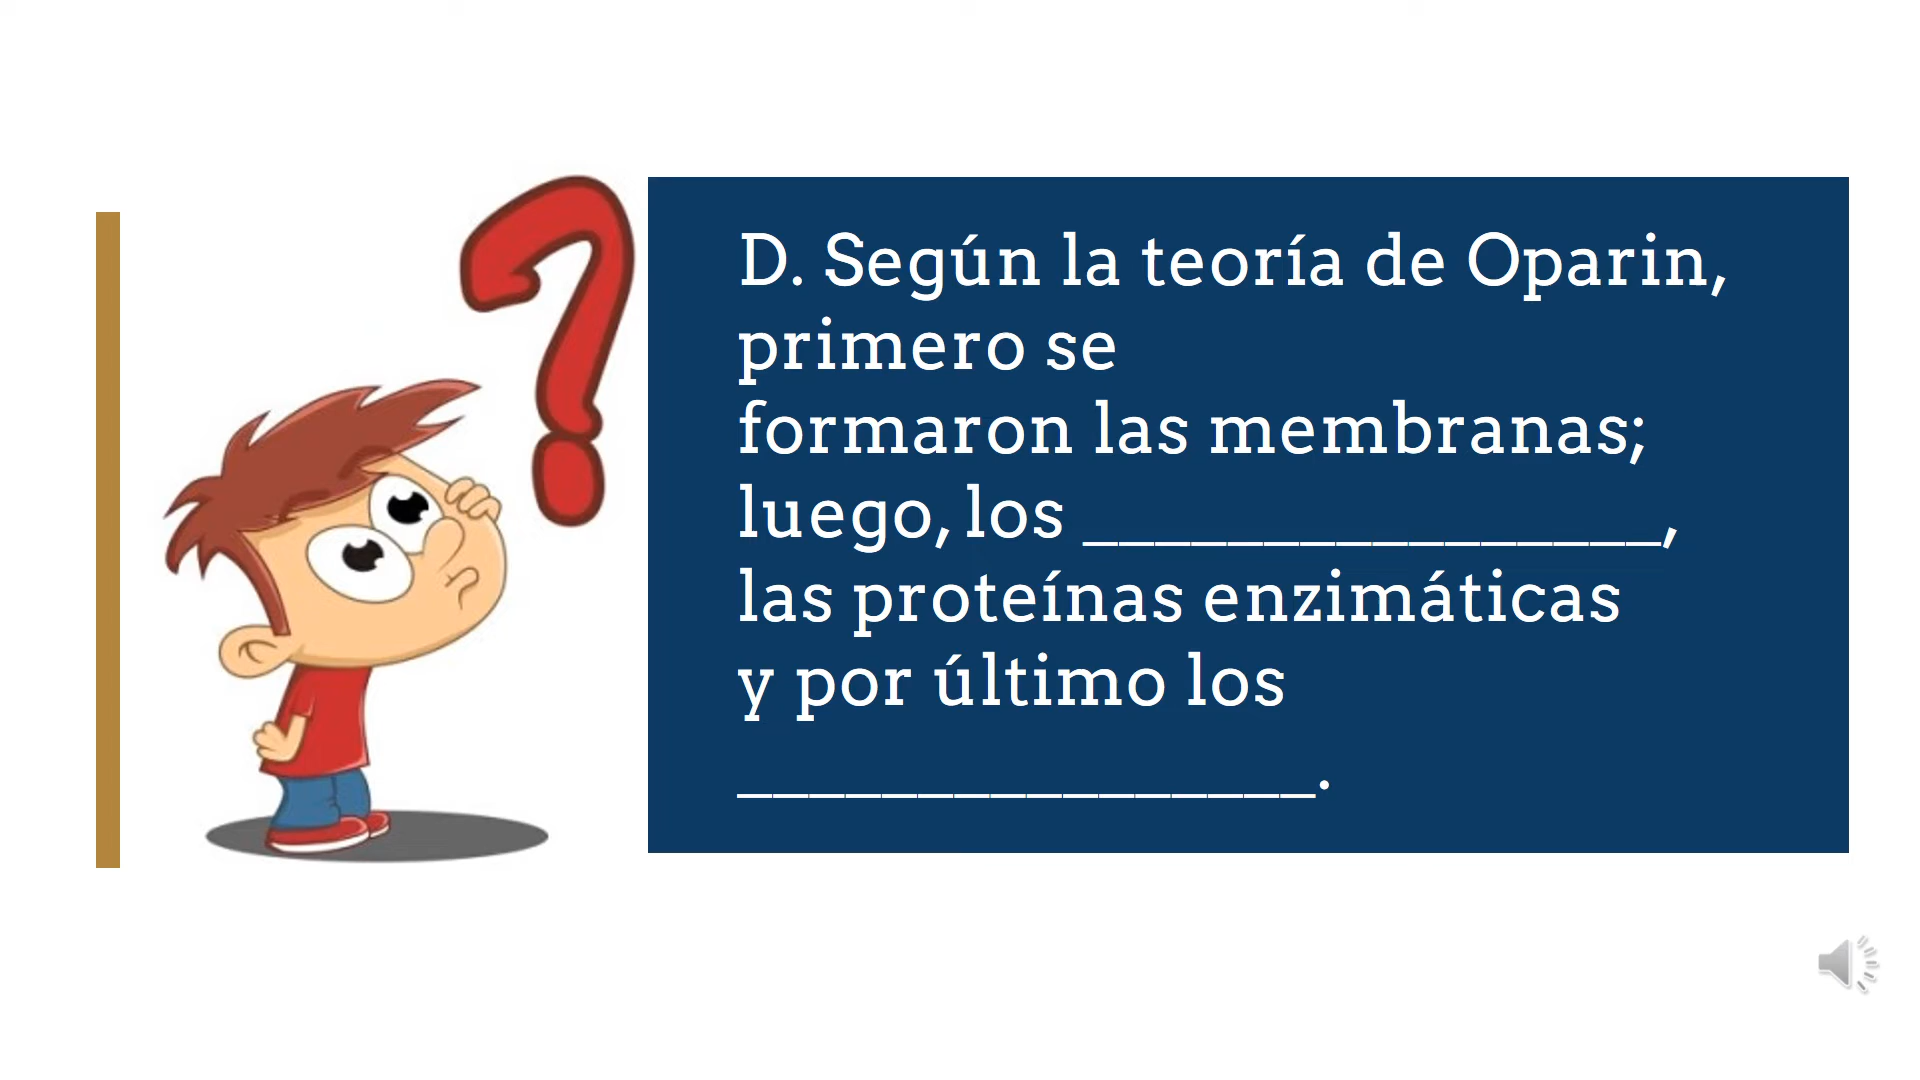 D. Según la teoría de Oparin,
primero se
formaron las membranas;
luego, los ________________,
las proteínas enzimáticas
y por último los
________________.